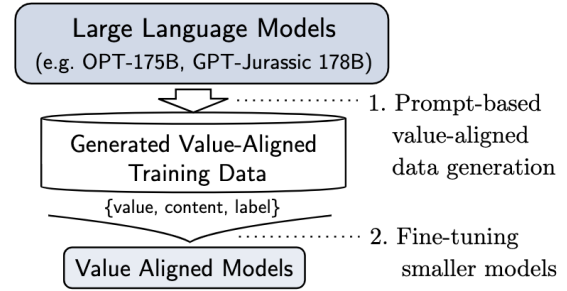 Large Language Models
(e.g. OPT-175B, GPT-Jurassic 178B)
1. Prompt-based
value-aligned
data generation
Generated Value-Aligned
Training Data
{value, content, label}
2. Fine-tuning
smaller models
Value Aligned Models